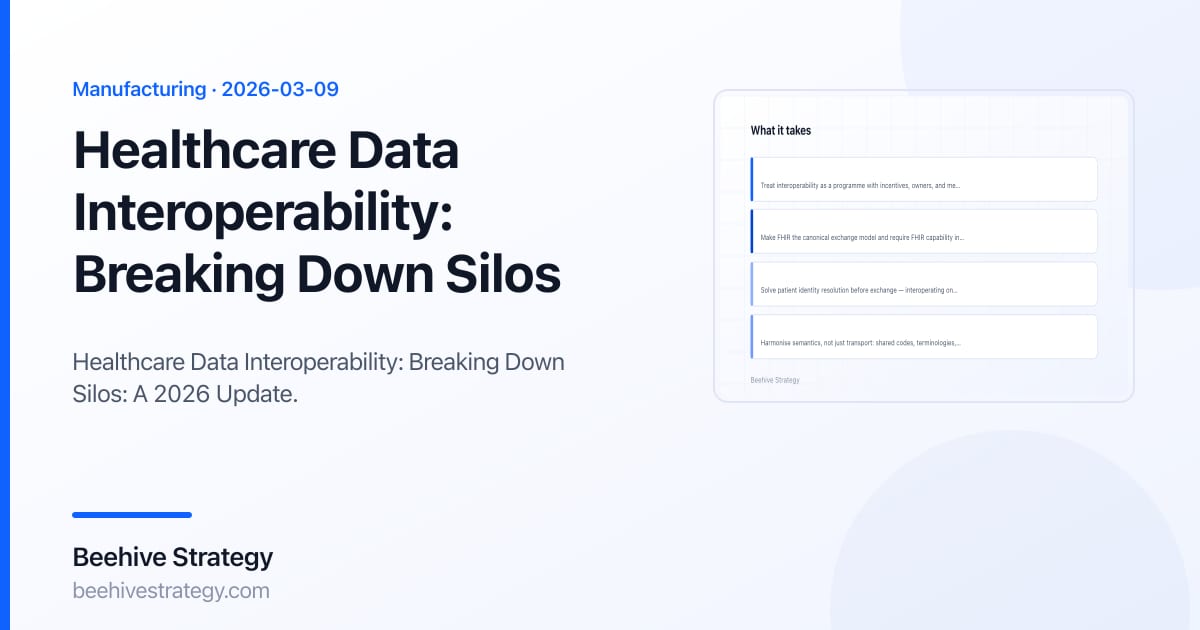 Manufacturing · 2026-03-09
Healthcare Data
Interoperability:
Breaking Down Silos
Healthcare Data Interoperability: Breaking Down
Silos: A 2026 Update.
Beehive Strategy
beehivestrategy.com
What it takes
Treat interoperability as a programme with incentives, owners, and me...
Make FHIR the canonical exchange model and require FHIR capability in...
Solve patient identity resolution before exchange — interoperating on...
Harmonise semantics, not just transport: shared codes, terminologies,...
Beehive Strategy